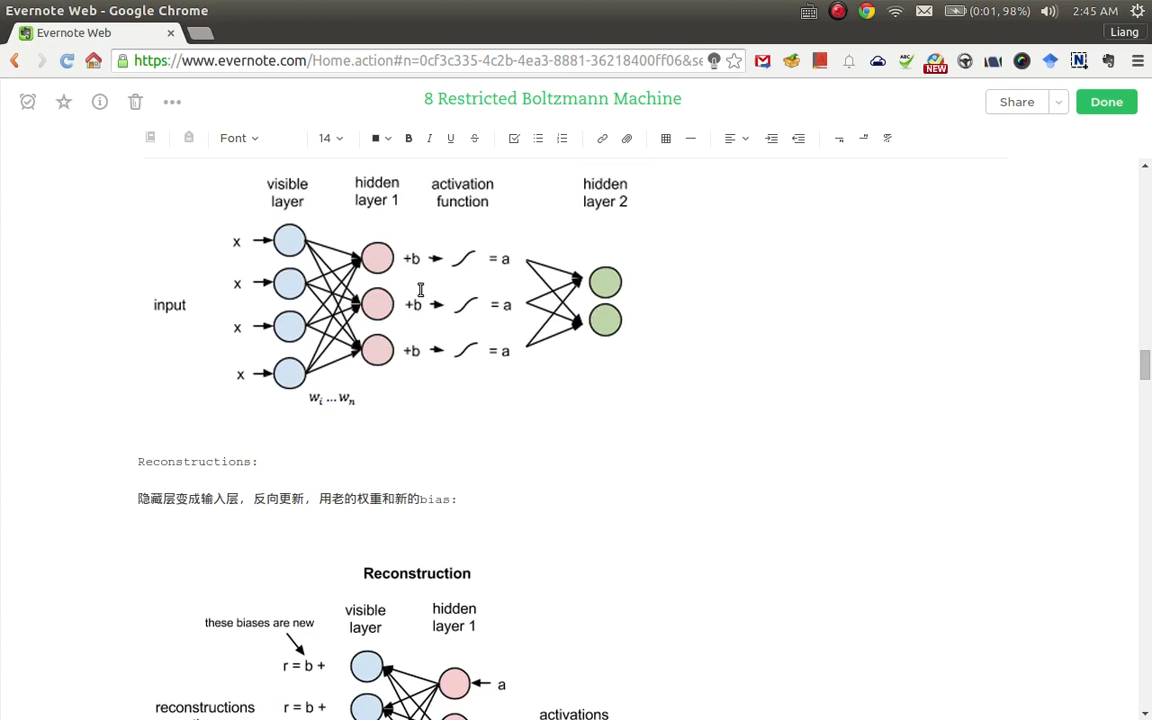 Evernote Web - Google Chrome
(0:01, 98%)
2:45 AM
Evernote Web
Liang
https://www.evernote.com/Home.action#n=0cf3c335-4c2b-4ea3-8881-36218400ff06&se
NEW
N
8 Restricted Boltzmann Machine
Share
Done
Font
14
B
I
U
S
visible layer
hidden layer 1
activation function
hidden layer 2
x
+b
= a
x
input
+b
= a
x
+b
= a
x
wi ... wn
Reconstructions:
隐藏层变成输入层, 反向更新, 用老的权重和新的bias:
Reconstruction
visible layer
hidden layer 1
these biases are new
r = b +
a
r = b +
reconstructions
activations